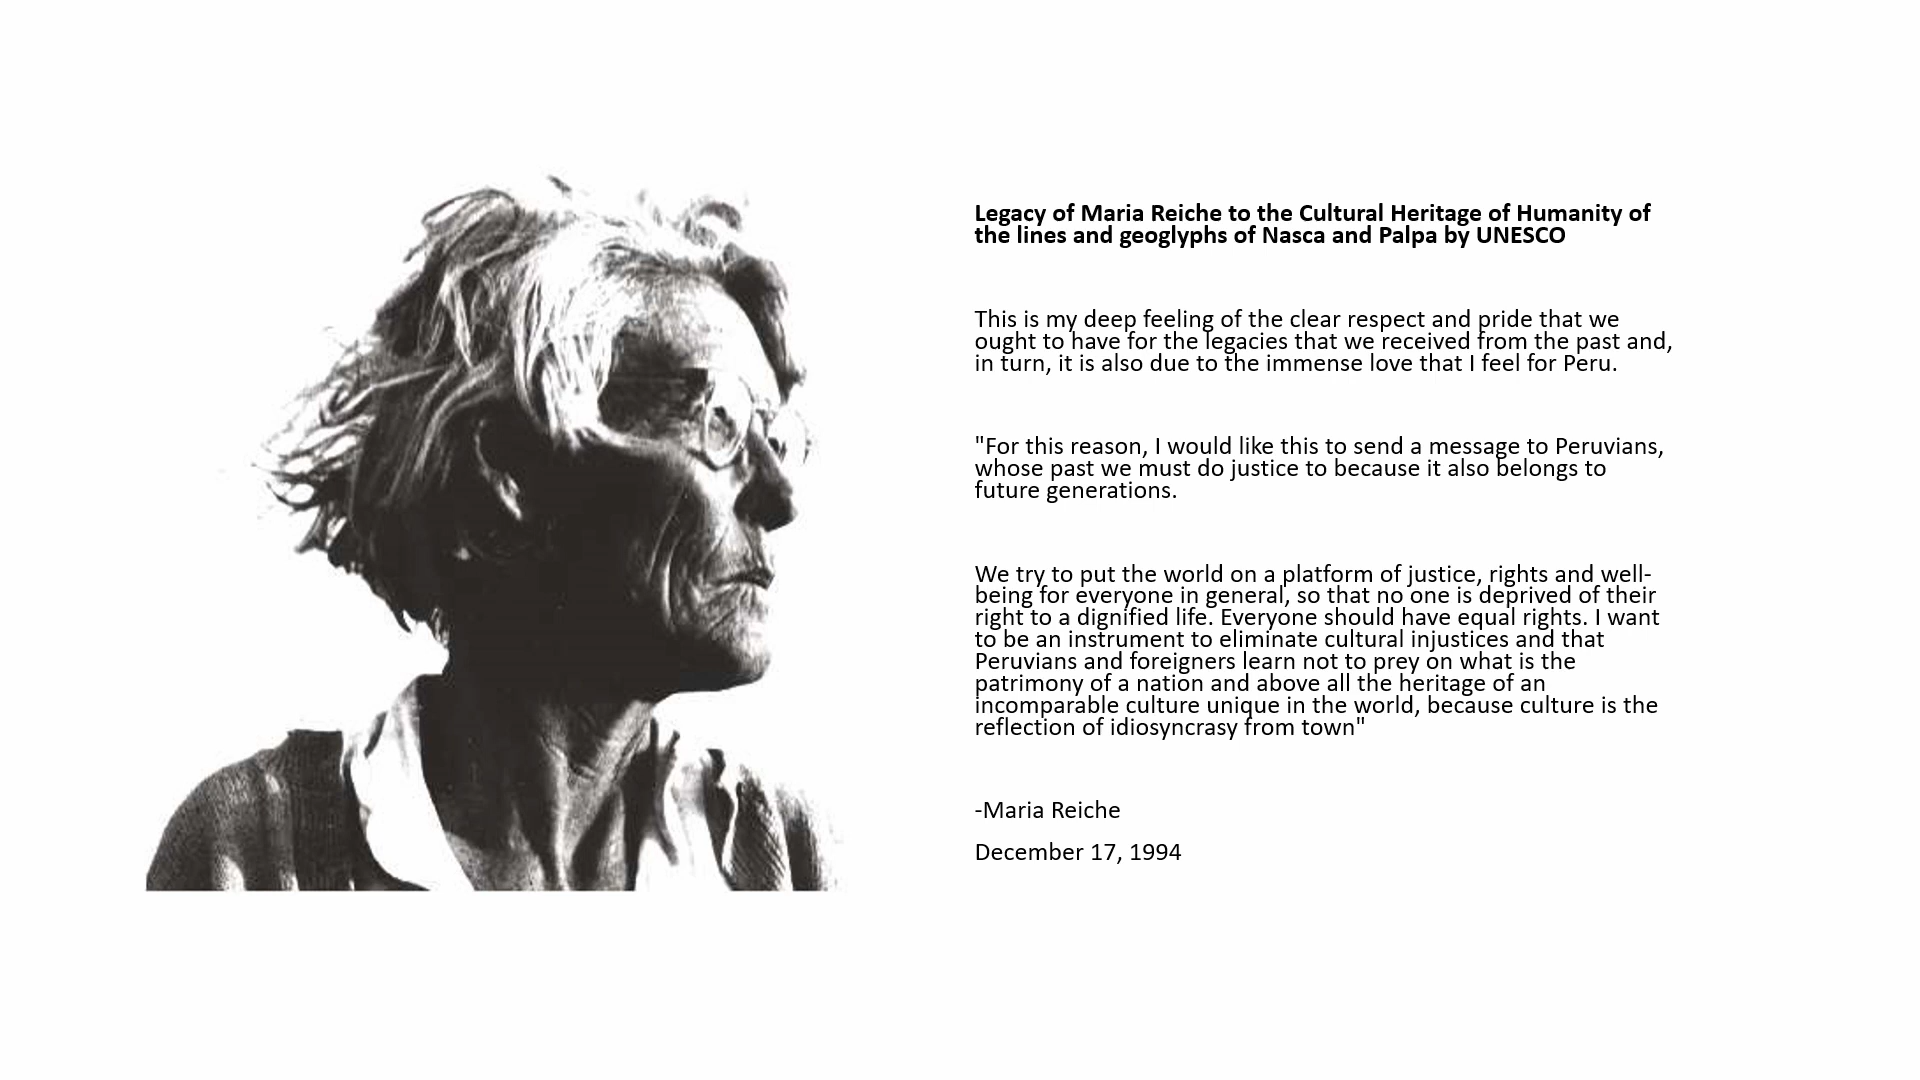 Legacy of Maria Reiche to the Cultural Heritage of Humanity of
the lines and geoglyphs of Nasca and Palpa by UNESCO
This is my deep feeling of the clear respect and pride that we
ought to have for the legacies that we received from the past and,
in turn, it is also due to the immense love that I feel for Peru.
"For this reason, I would like this to send a message to Peruvians,
whose past we must do justice to because it also belongs to
future generations.
We try to put the world on a platform of justice, rights and well-
being for everyone in general, so that no one is deprived of their
right to a dignified life. Everyone should have equal rights. I want
to be an instrument to eliminate cultural injustices and that
Peruvians and foreigners learn not to prey on what is the
patrimony of a nation and above all the heritage of an
incomparable culture unique in the world, because culture is the
reflection of idiosyncrasy from town"
-Maria Reiche
December 17, 1994